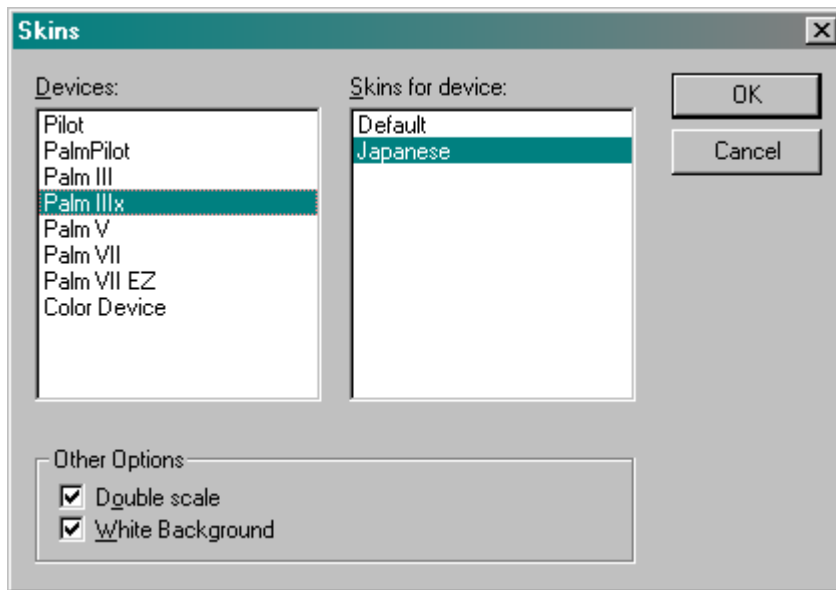 Skins
Devices:
Pilot
PalmPilot
Palm III
Palm IIIx
Palm V
Palm VII
Palm VII EZ
Color Device
Skins for device:
Default
Japanese
OK
Cancel
Other Options
Double scale
White Background